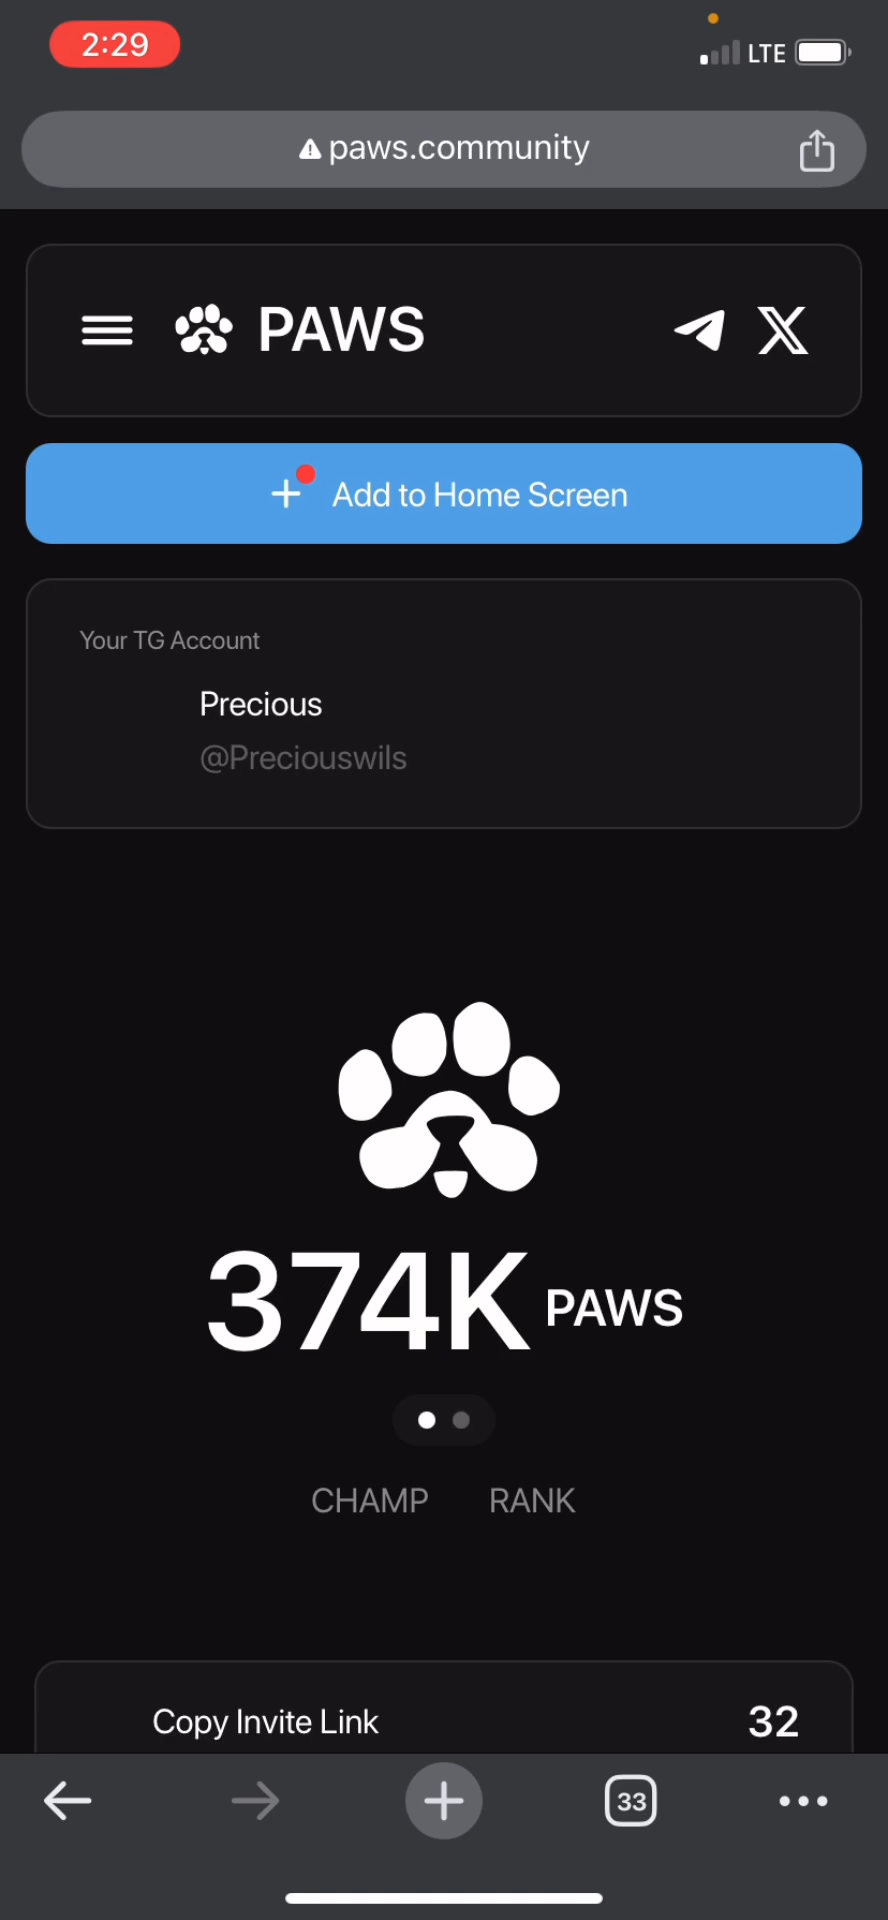 2:29
LTE
paws.community
PAWS
Add to Home Screen
Your TG Account
Precious
@Preciouswils
374K PAWS
CHAMP RANK
Copy Invite Link 32
33